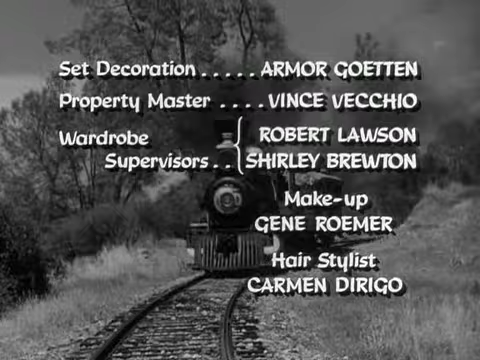 Set Decoration ..... ARMOR GOETTEN
Property Master .... VINCE VECCHIO
Wardrobe
Supervisors .. ROBERT LAWSON
SHIRLEY BREWTON
Make-up
GENE ROEMER
Hair Stylist
CARMEN DIRIGO